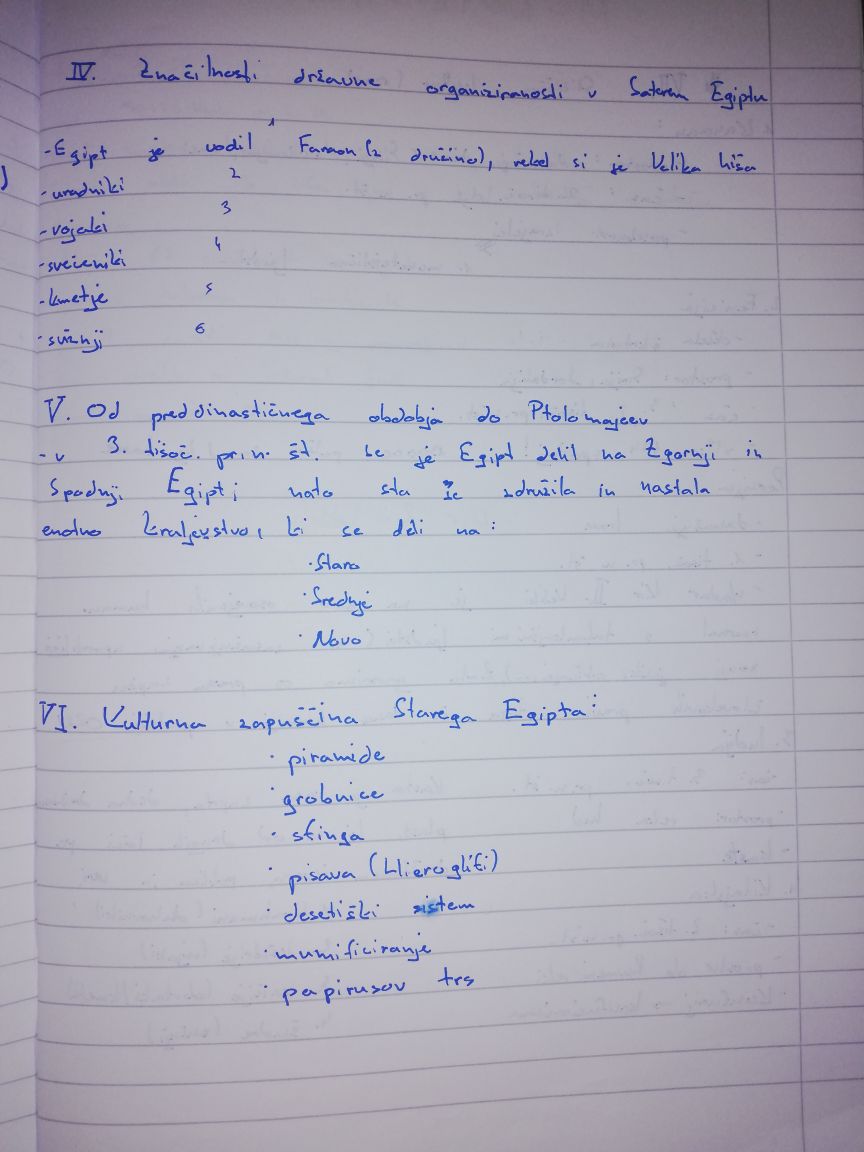 IV. Značilnosti državne organiziranosti v Starem Egiptu
-Egipt je vodil 1 Faraon (z družino), rekel si je Velika hiša
-uradniki 2
-vojaki 3
-svečeniki 4
-kmetje 5
-sužnji 6
V. Od preddinastičnega obdobja do Ptolomajcev
-v 3. tisoč. pr.n. št. se je Egipt delil na Zgornji in
Spodnji Egipt; nato sta se združila in nastala
enotno kraljevstvo, ki se deli na:
·Staro
·Srednje
·Novo
VI. Kulturna zapuščina Starega Egipta:
·piramide
·grobnice
·sfinga
·pisava (Hieroglifi)
·desetiški sistem
·mumificiranje
·papirusov trs